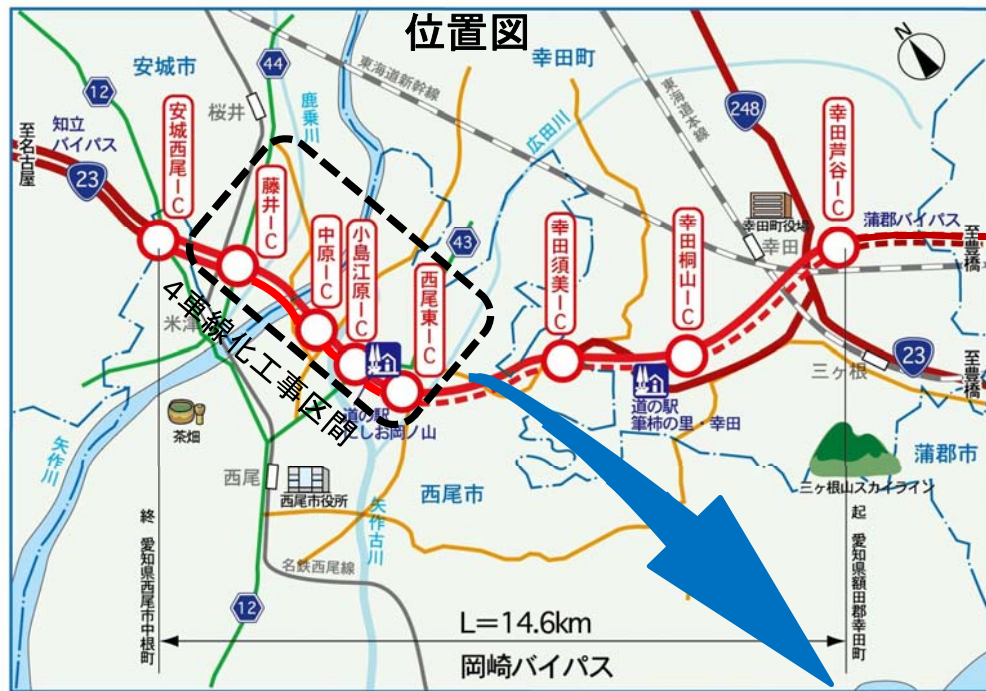 位置図
安城市
44
12
桜井
鹿乗川
東海道新幹線
幸田町
東海道本線
広田川
248
N
至名古屋
知立
バイパス
23
安城西尾IC
藤井IC
中原IC
小島江原IC
43
西尾東IC
幸田須美IC
幸田桐山IC
幸田芦谷IC
幸田町役場
幸田
蒲郡バイパス
至豊橋
4車線化工事区間
米津
道の駅
にしお岡ノ山
道の駅
筆柿の里・幸田
三ヶ根
23
至豊橋
茶畑
矢作川
西尾
西尾市役所
西尾市
矢作古川
三ヶ根山スカイライン
蒲郡市
名鉄西尾線
12
終 愛知県西尾市中根町
起 愛知県額田郡幸田町
L=14.6km
岡崎バイパス